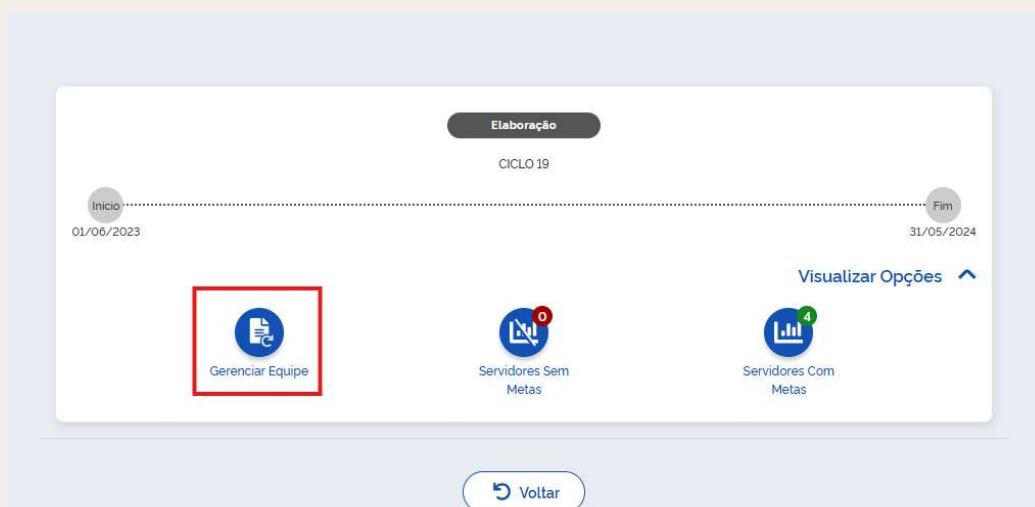 Elaboração
CICLO 19
Início
Fim
01/06/2023
31/05/2024
Visualizar Opções
0
4
Gerenciar Equipe
Servidores Sem
Metas
Servidores Com
Metas
Voltar